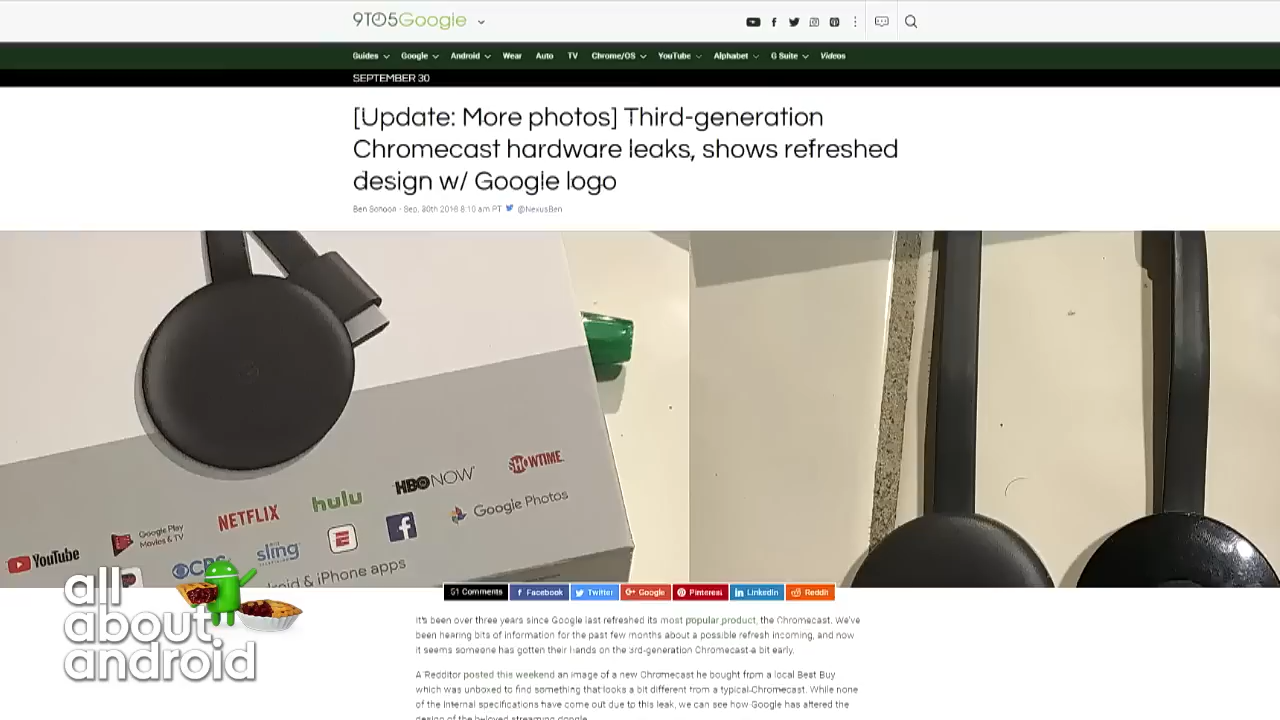 9TO5Google
Guides Google Android Wear Auto TV Chrome/OS YouTube Alphabet G Suite Videos
SEPTEMBER 30
[Update: More photos] Third-generation
Chromecast hardware leaks, shows refreshed
design w/ Google logo
Ben Schoon - Sep. 30th 2018 8:10 am PT @NexusBen
SHOWTIME
HBO NOW
hulu
NETFLIX
Google Play
Movies & TV
YouTube
Google Photos
sling
CBS
& iPhone apps
all
about
android
51 Comments Facebook Twitter Google Pinterest LinkedIn Reddit
It's been over three years since Google last refreshed its most popular product, the Chromecast. We've
been hearing bits of information for the past few months about a possible refresh incoming, and now
it seems someone has gotten their hands on the 3rd-generation Chromecast a bit early.
A Redditor posted this weekend an image of a new Chromecast he bought from a local Best Buy
which was unboxed to find something that looks a bit different from a typical Chromecast. While none
of the internal specifications have come out due to this leak, we can see how Google has altered the
design of the beloved streaming dongle.